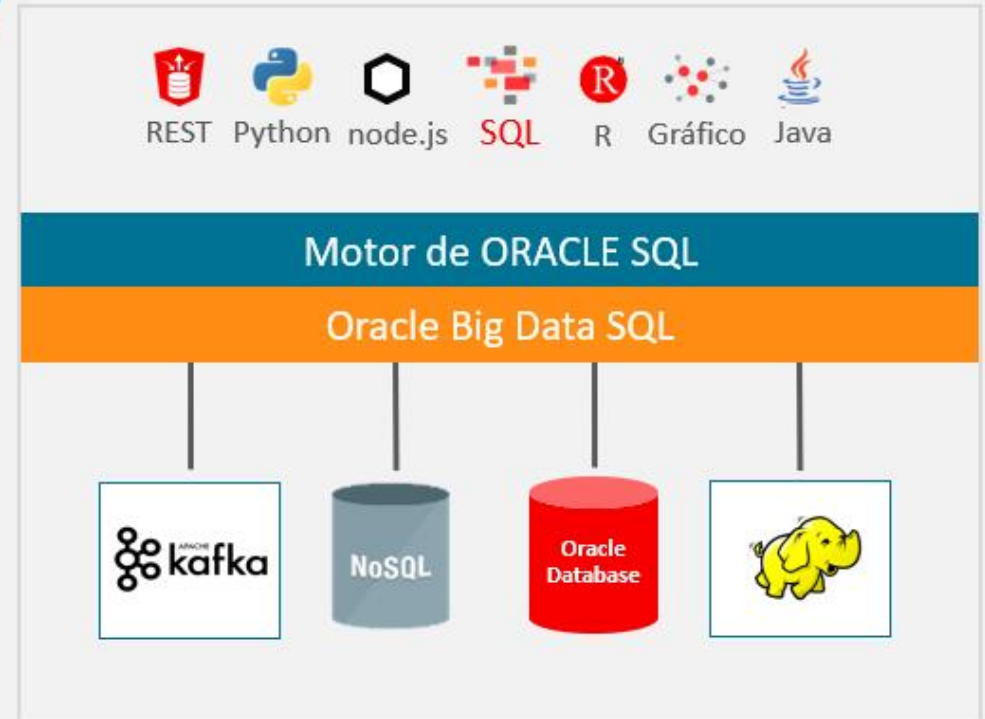 REST Python node.js SQL R Gráfico Java
Motor de ORACLE SQL
Oracle Big Data SQL
APACHE
kafka
NoSQL
Oracle
Database